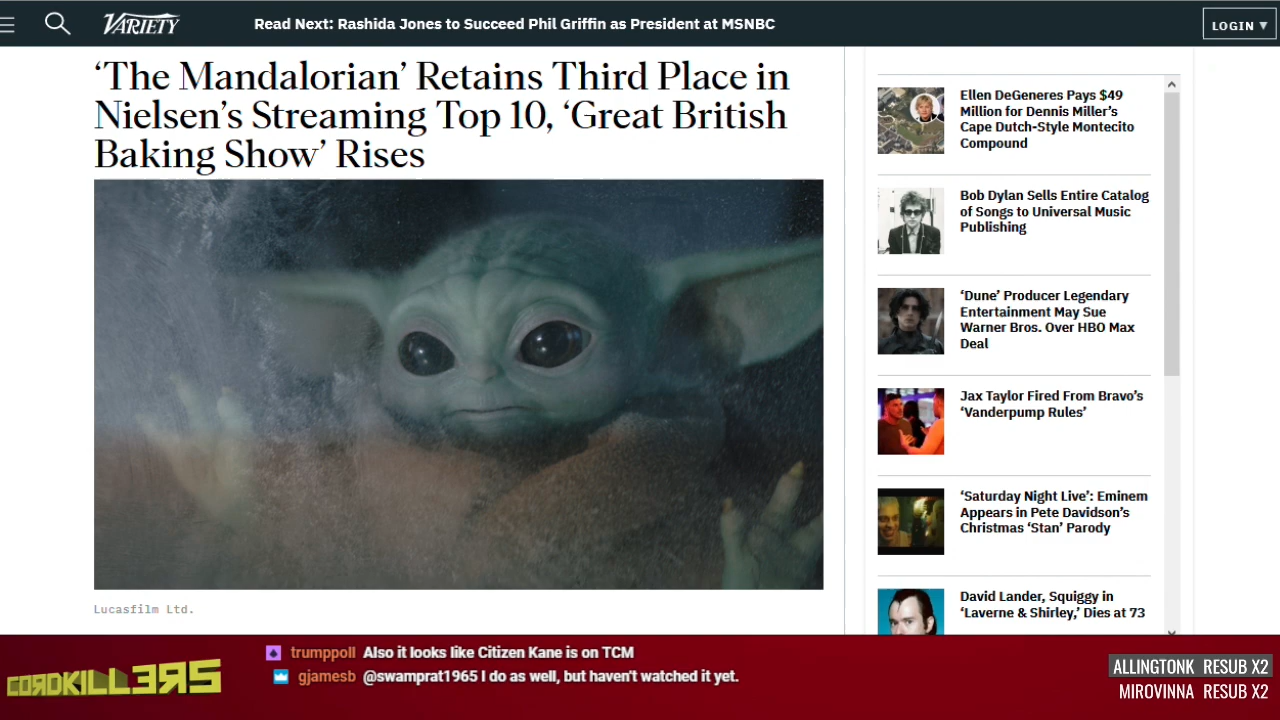 VARIETY
Read Next: Rashida Jones to Succeed Phil Griffin as President at MSNBC
LOGIN ▼
‘The Mandalorian’ Retains Third Place in
Nielsen’s Streaming Top 10, ‘Great British
Baking Show’ Rises
Lucasfilm Ltd.
Ellen DeGeneres Pays $49
Million for Dennis Miller’s
Cape Dutch-Style Montecito
Compound
Bob Dylan Sells Entire Catalog
of Songs to Universal Music
Publishing
‘Dune’ Producer Legendary
Entertainment May Sue
Warner Bros. Over HBO Max
Deal
Jax Taylor Fired From Bravo’s
‘Vanderpump Rules’
‘Saturday Night Live’: Eminem
Appears in Pete Davidson’s
Christmas ‘Stan’ Parody
David Lander, Squiggy in
‘Laverne & Shirley,’ Dies at 73
CORDKILLERS
trumppoll Also it looks like Citizen Kane is on TCM
gjamesb @swamprat1965 I do as well, but haven't watched it yet.
ALLINGTONK RESUB X2
MIROVINNA RESUB X2